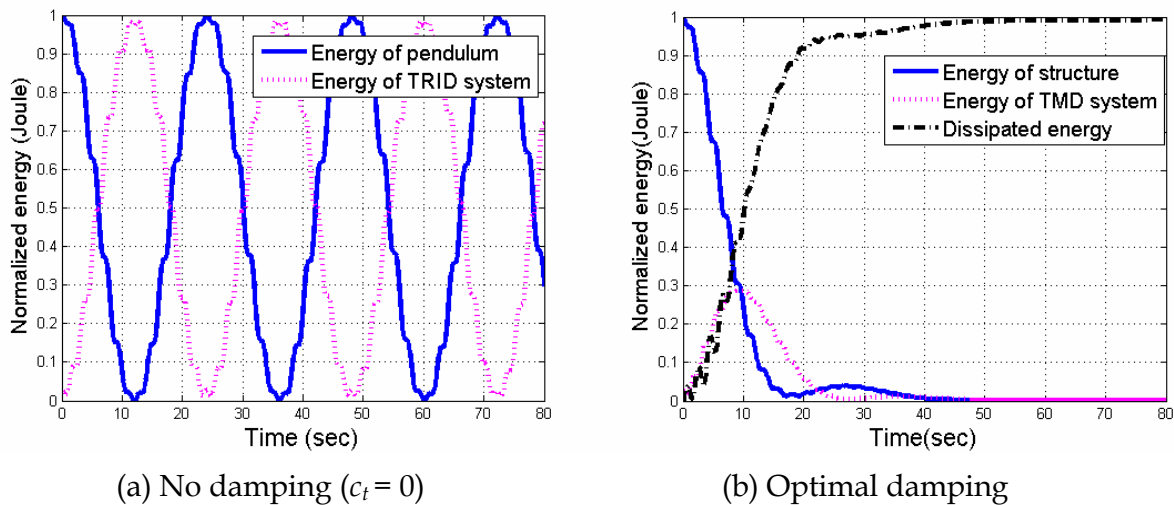 Normalized energy (Joule)
1
0.9
0.8
0.7
0.6
0.5
0.4
0.3
0.2
0.1
0
Energy of pendulum
Energy of TRID system
0 10 20 30 40 50 60 70 80
Time (sec)
(a) No damping (cₜ = 0)
Normalized energy(Joule)
1
0.9
0.8
0.7
0.6
0.5
0.4
0.3
0.2
0.1
0
Energy of structure
Energy of TMD system
Dissipated energy
0 10 20 30 40 50 60 70 80
Time(sec)
(b) Optimal damping